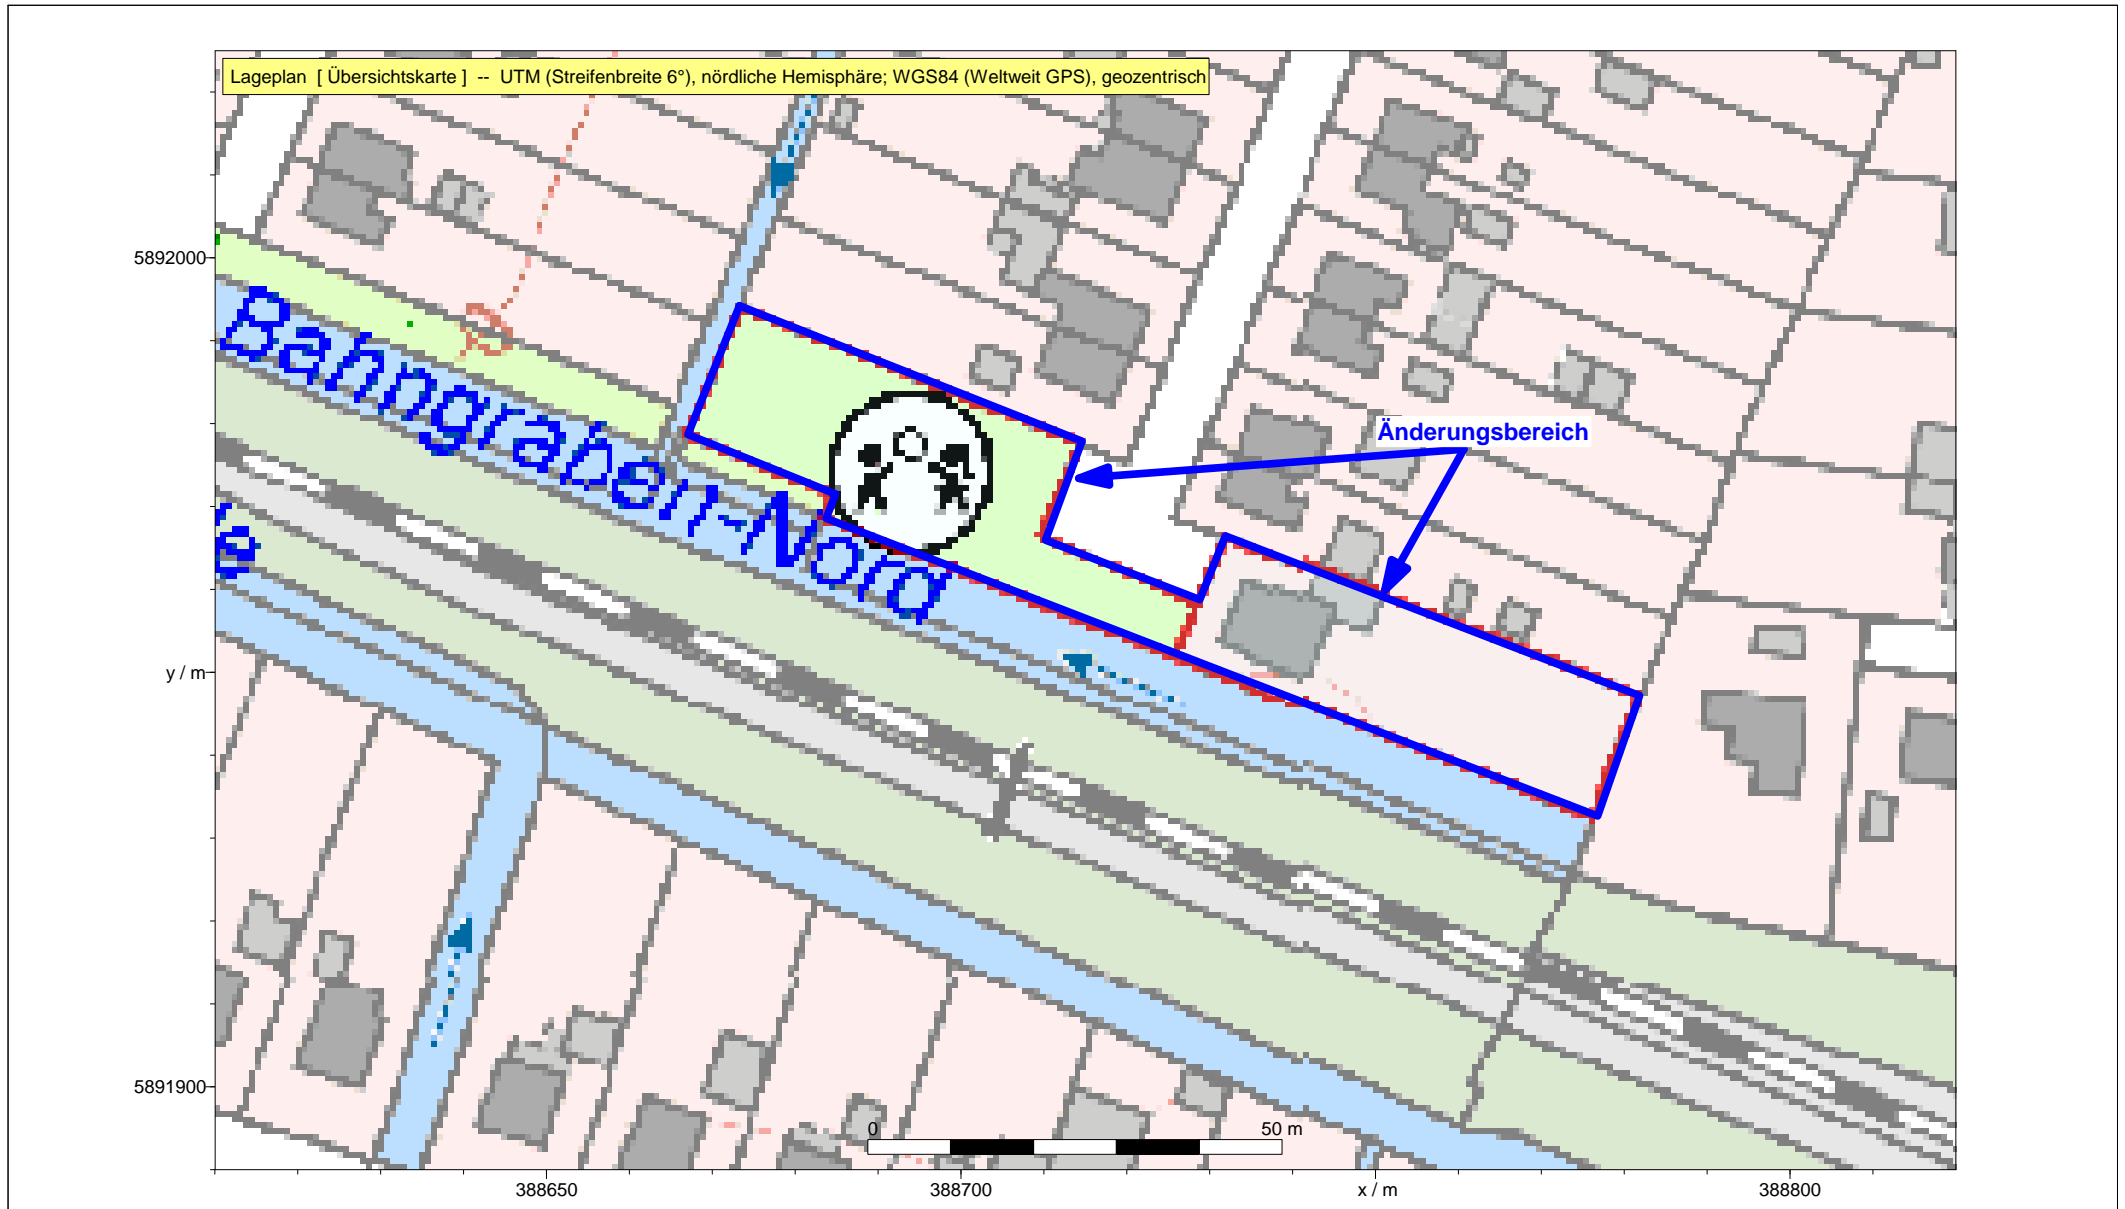 Lageplan [ Übersichtskarte ] -- UTM (Streifenbreite 6°), nördliche Hemisphäre; WGS84 (Weltweit GPS), geozentrisch
5892000
Bahngraben-Nord
Änderungsbereich
e
y / m
5891900
0 50 m
388650 388700 x / m 388800